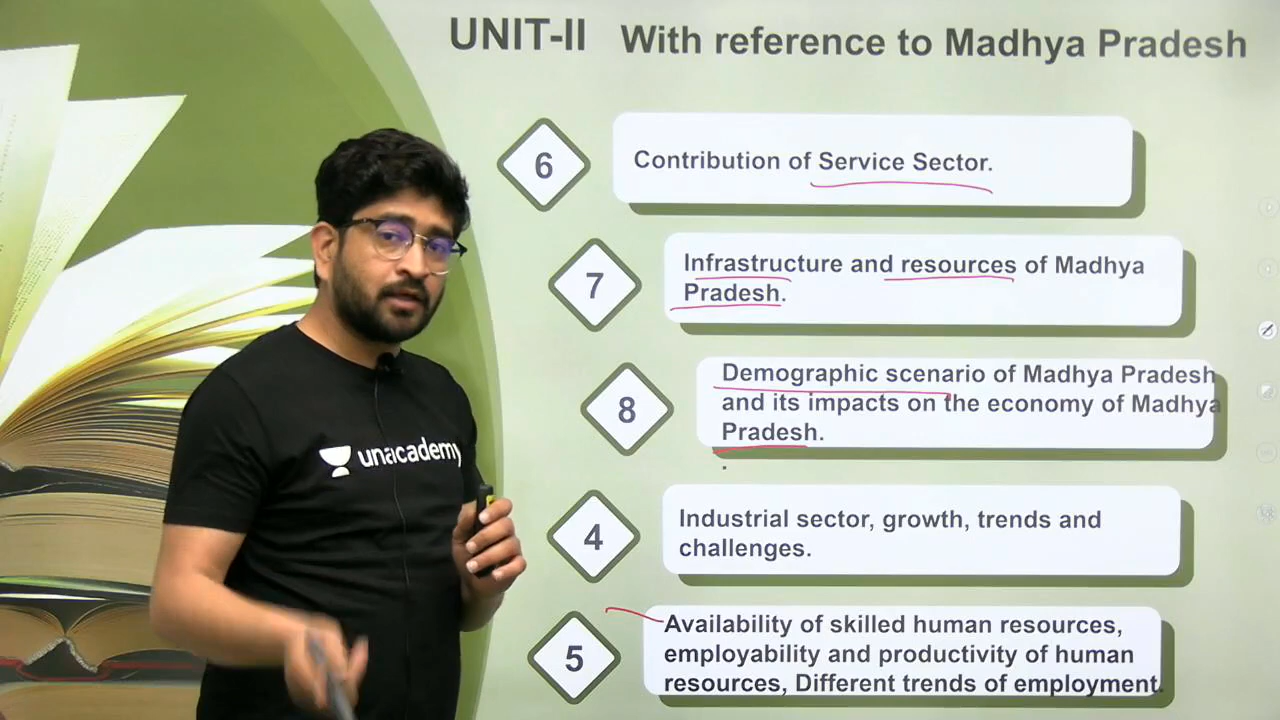 UNIT-II With reference to Madhya Pradesh
6
Contribution of Service Sector.
7
Infrastructure and resources of Madhya
Pradesh.
8
Demographic scenario of Madhya Pradesh
and its impacts on the economy of Madhya
Pradesh.
.
4
Industrial sector, growth, trends and
challenges.
5
Availability of skilled human resources,
employability and productivity of human
resources, Different trends of employment.
unacademy